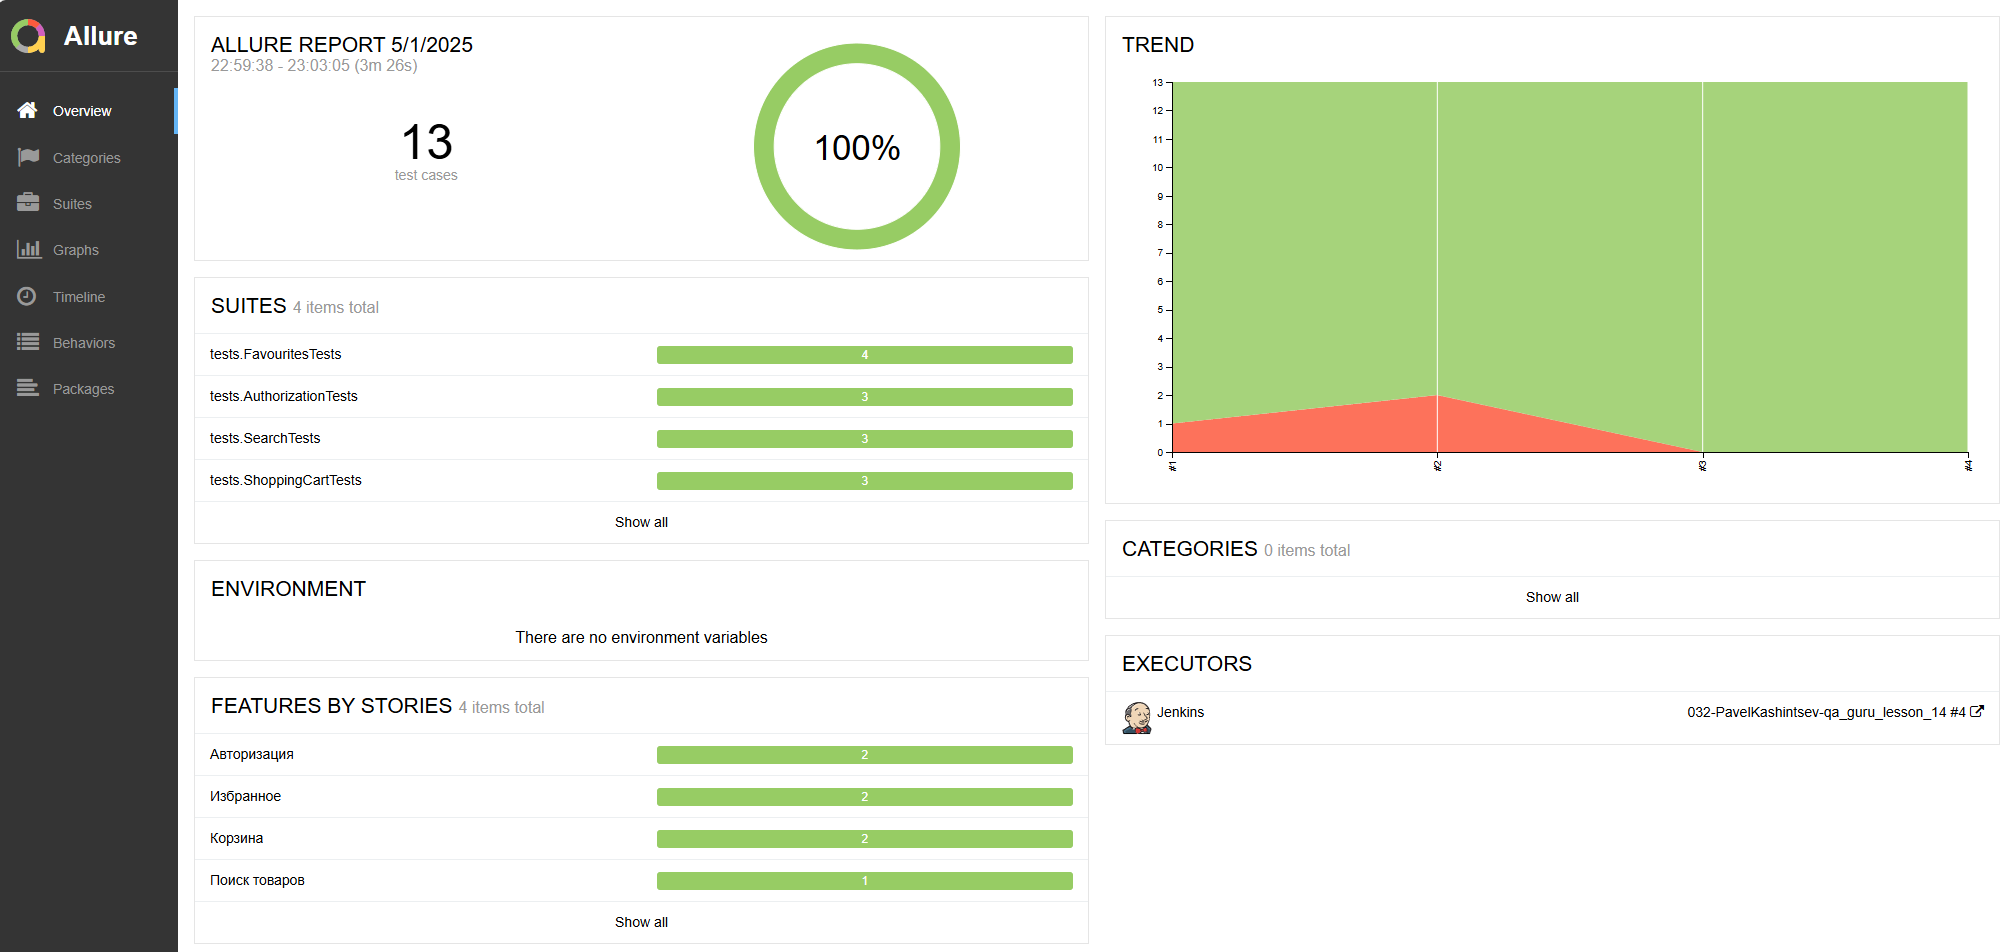 Allure
Overview
Categories
Suites
Graphs
Timeline
Behaviors
Packages
ALLURE REPORT 5/1/2025
22:59:38 - 23:03:05 (3m 26s)
13
test cases
100%
SUITES 4 items total
tests.FavouritesTests 4
tests.AuthorizationTests 3
tests.SearchTests 3
tests.ShoppingCartTests 3
Show all
ENVIRONMENT
There are no environment variables
FEATURES BY STORIES 4 items total
Авторизация 2
Избранное 2
Корзина 2
Поиск товаров 1
Show all
TREND
13
12
11
10
9
8
7
6
5
4
3
2
1
0
#1 #2 #3 #4
CATEGORIES 0 items total
Show all
EXECUTORS
Jenkins 032-PavelKashintsev-qa_guru_lesson_14 #4